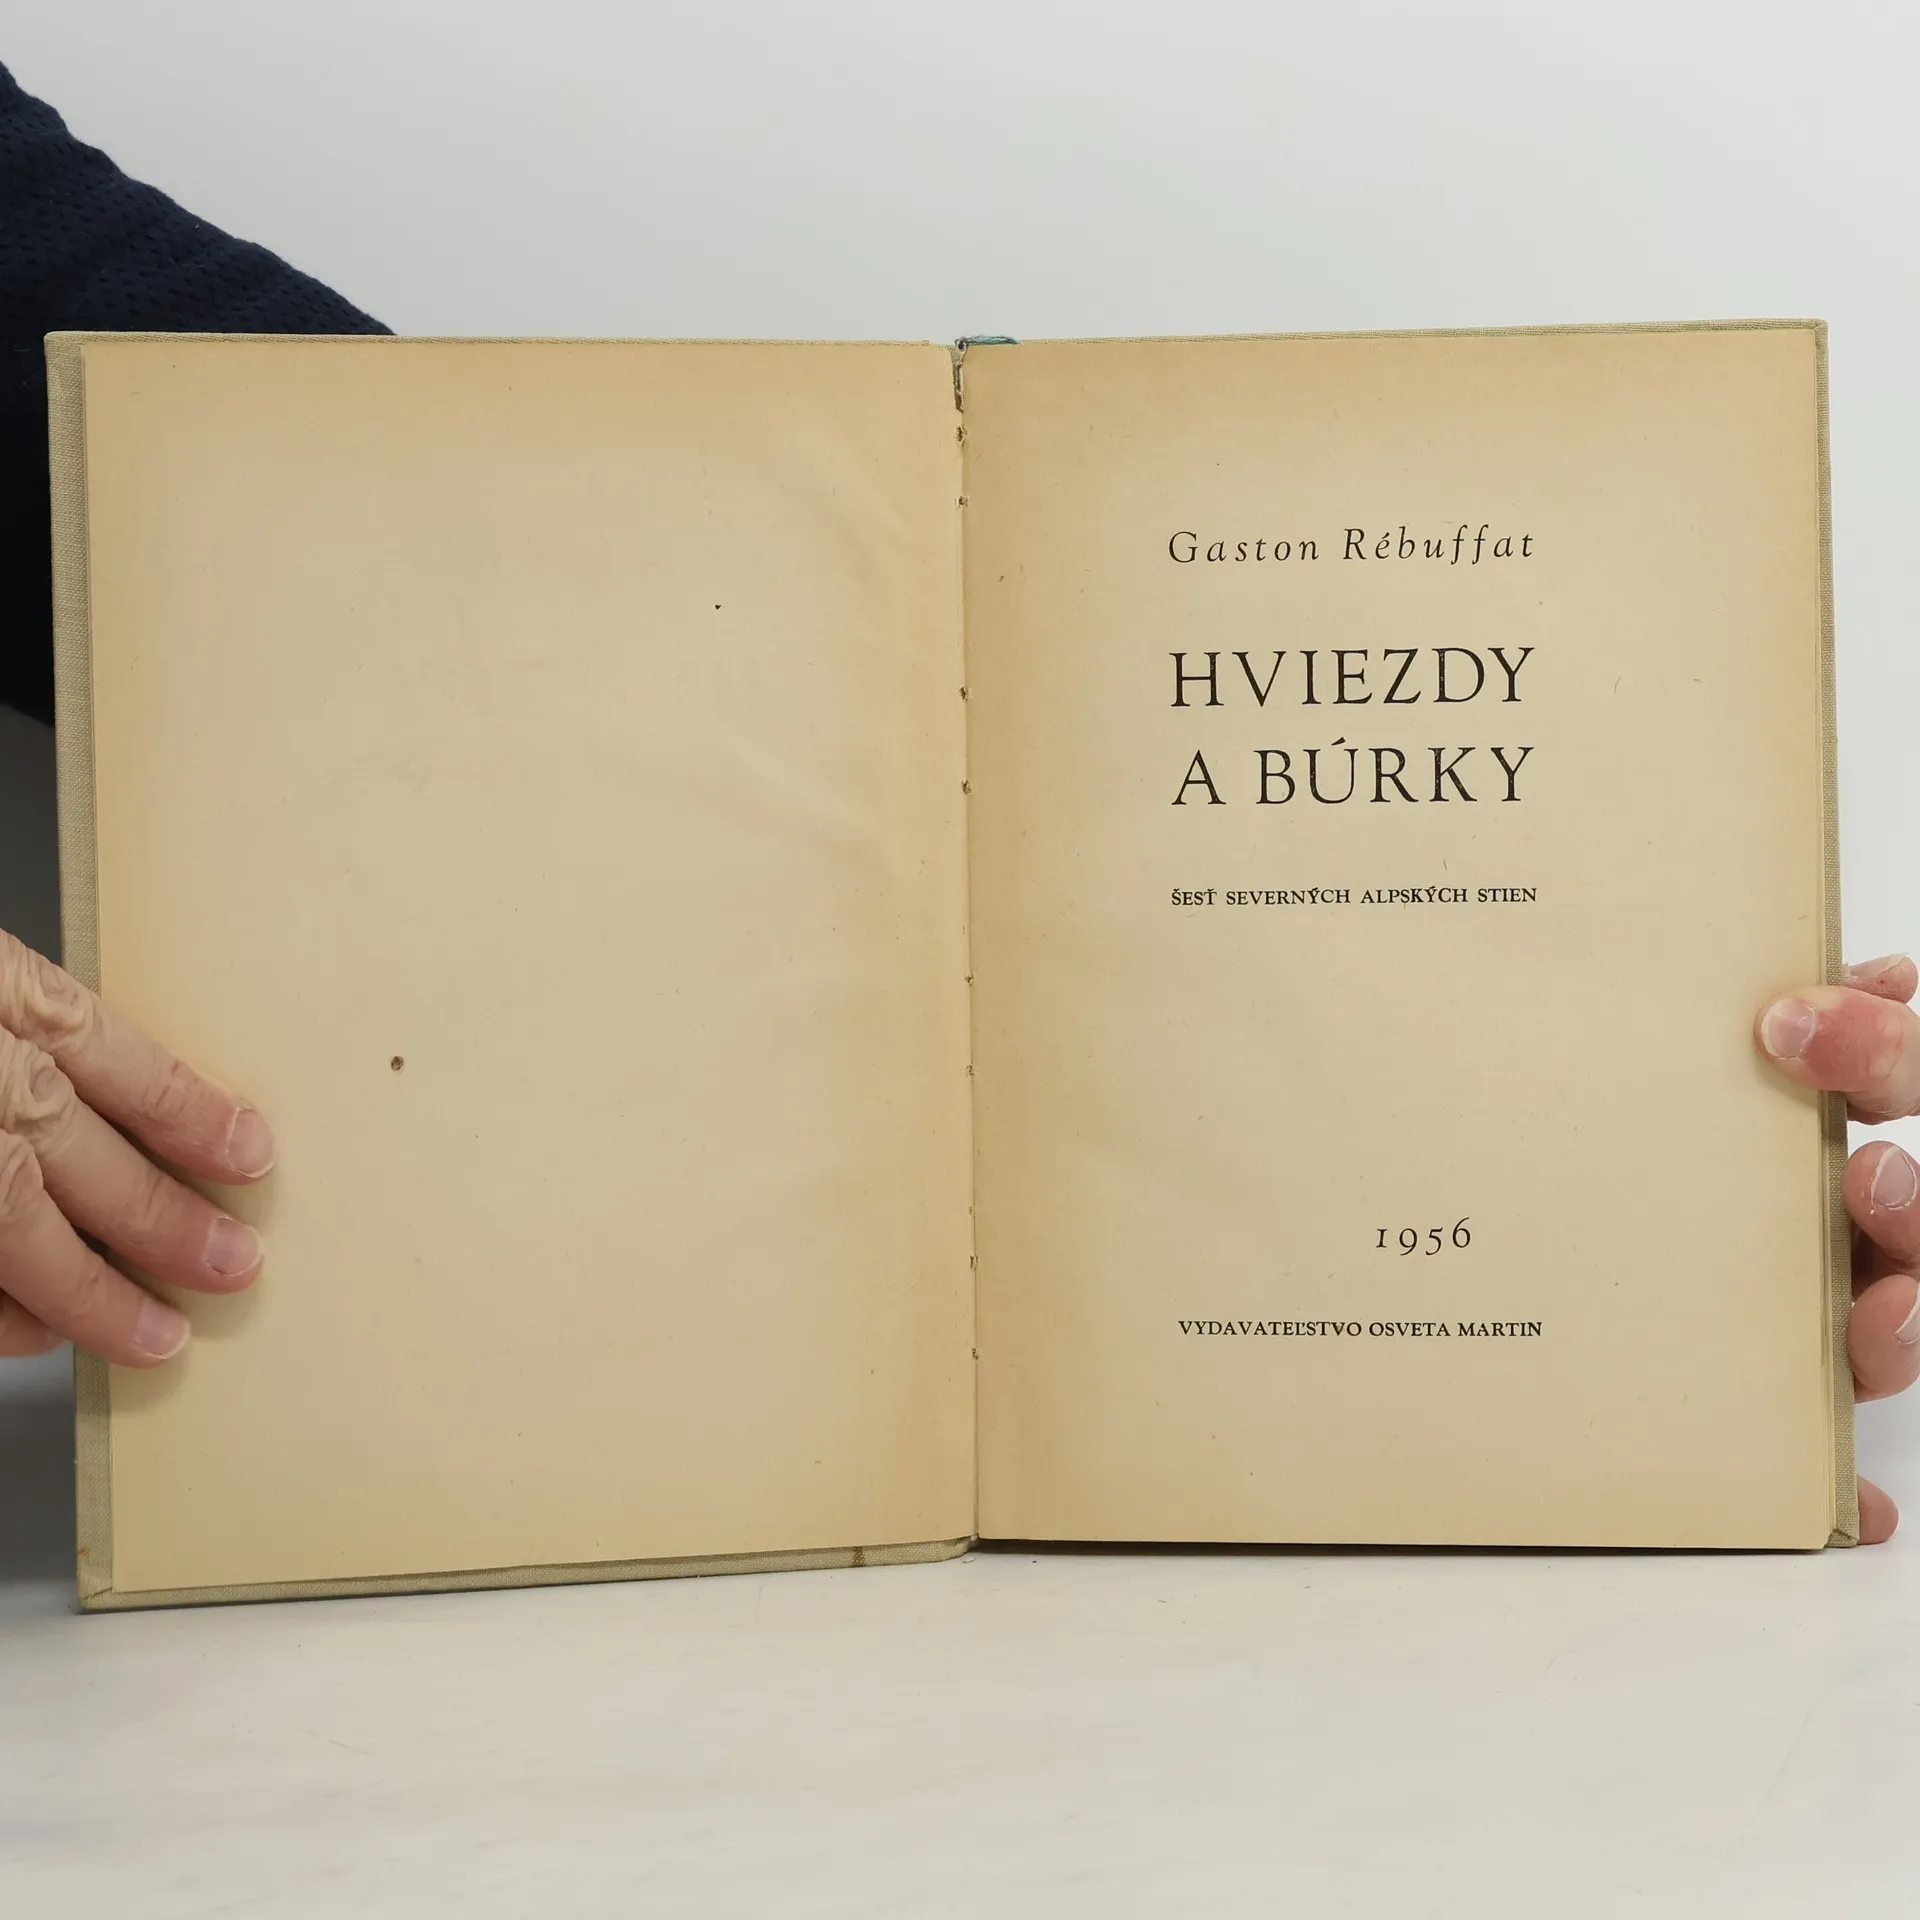 Gaston Rébuffat
HVIEZDY
A BÚRKY
ŠESŤ SEVERNÝCH ALPSKÝCH STIEN
1956
VYDAVATEĽSTVO OSVETA MARTIN